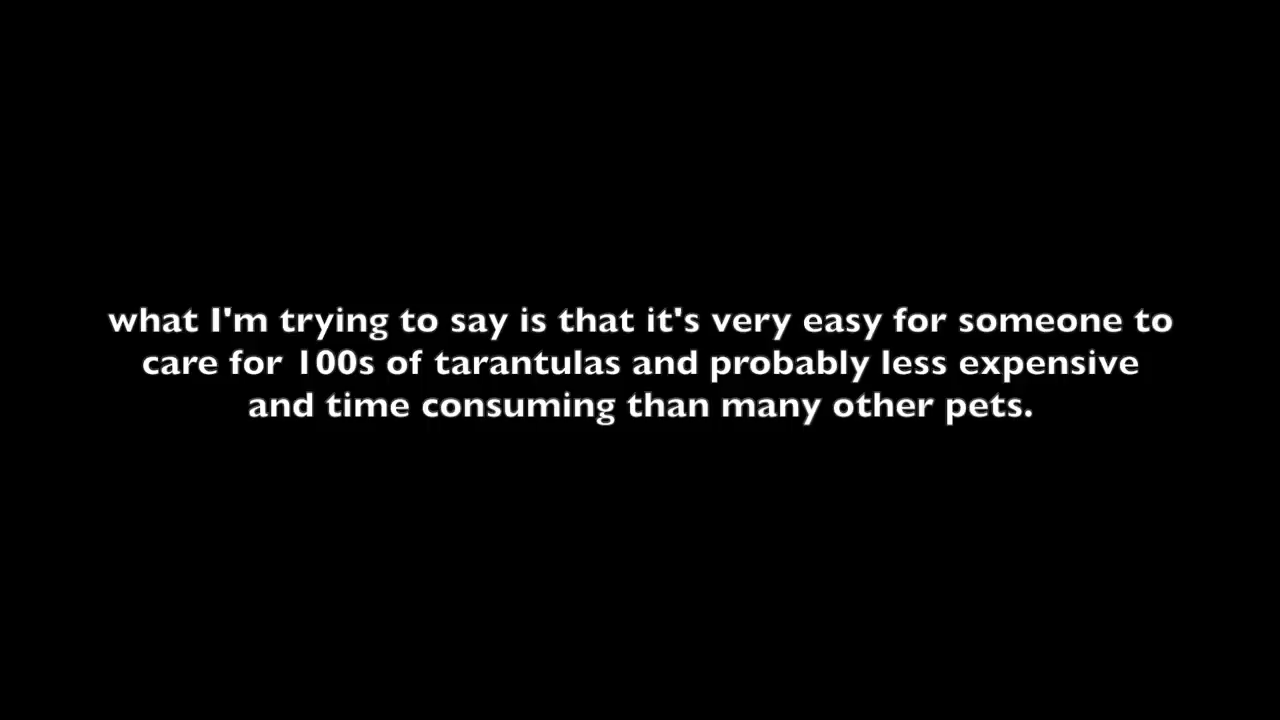 what I'm trying to say is that it's very easy for someone to
care for 100s of tarantulas and probably less expensive
and time consuming than many other pets.